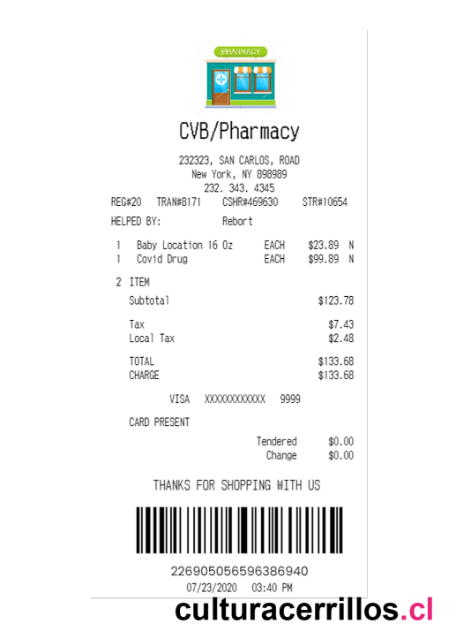 PHARMACY
CVB/Pharmacy
232323, SAN CARLOS, ROAD
New York, NY 898989
232. 343. 4345
REG#20 TRAN#8171 CSHR#469630 STR#10654
HELPED BY: Rebort
1 Baby Location 16 Oz EACH $23.89 N
1 Covid Drug EACH $99.89 N
2 ITEM
Subtotal $123.78
Tax $7.43
Local Tax $2.48
TOTAL $133.68
CHARGE $133.68
VISA XXXXXXXXXXXX 9999
CARD PRESENT
Tendered $0.00
Change $0.00
THANKS FOR SHOPPING WITH US
226905056596386940
07/23/2020 03:40 PM
culturacerrillos.cl